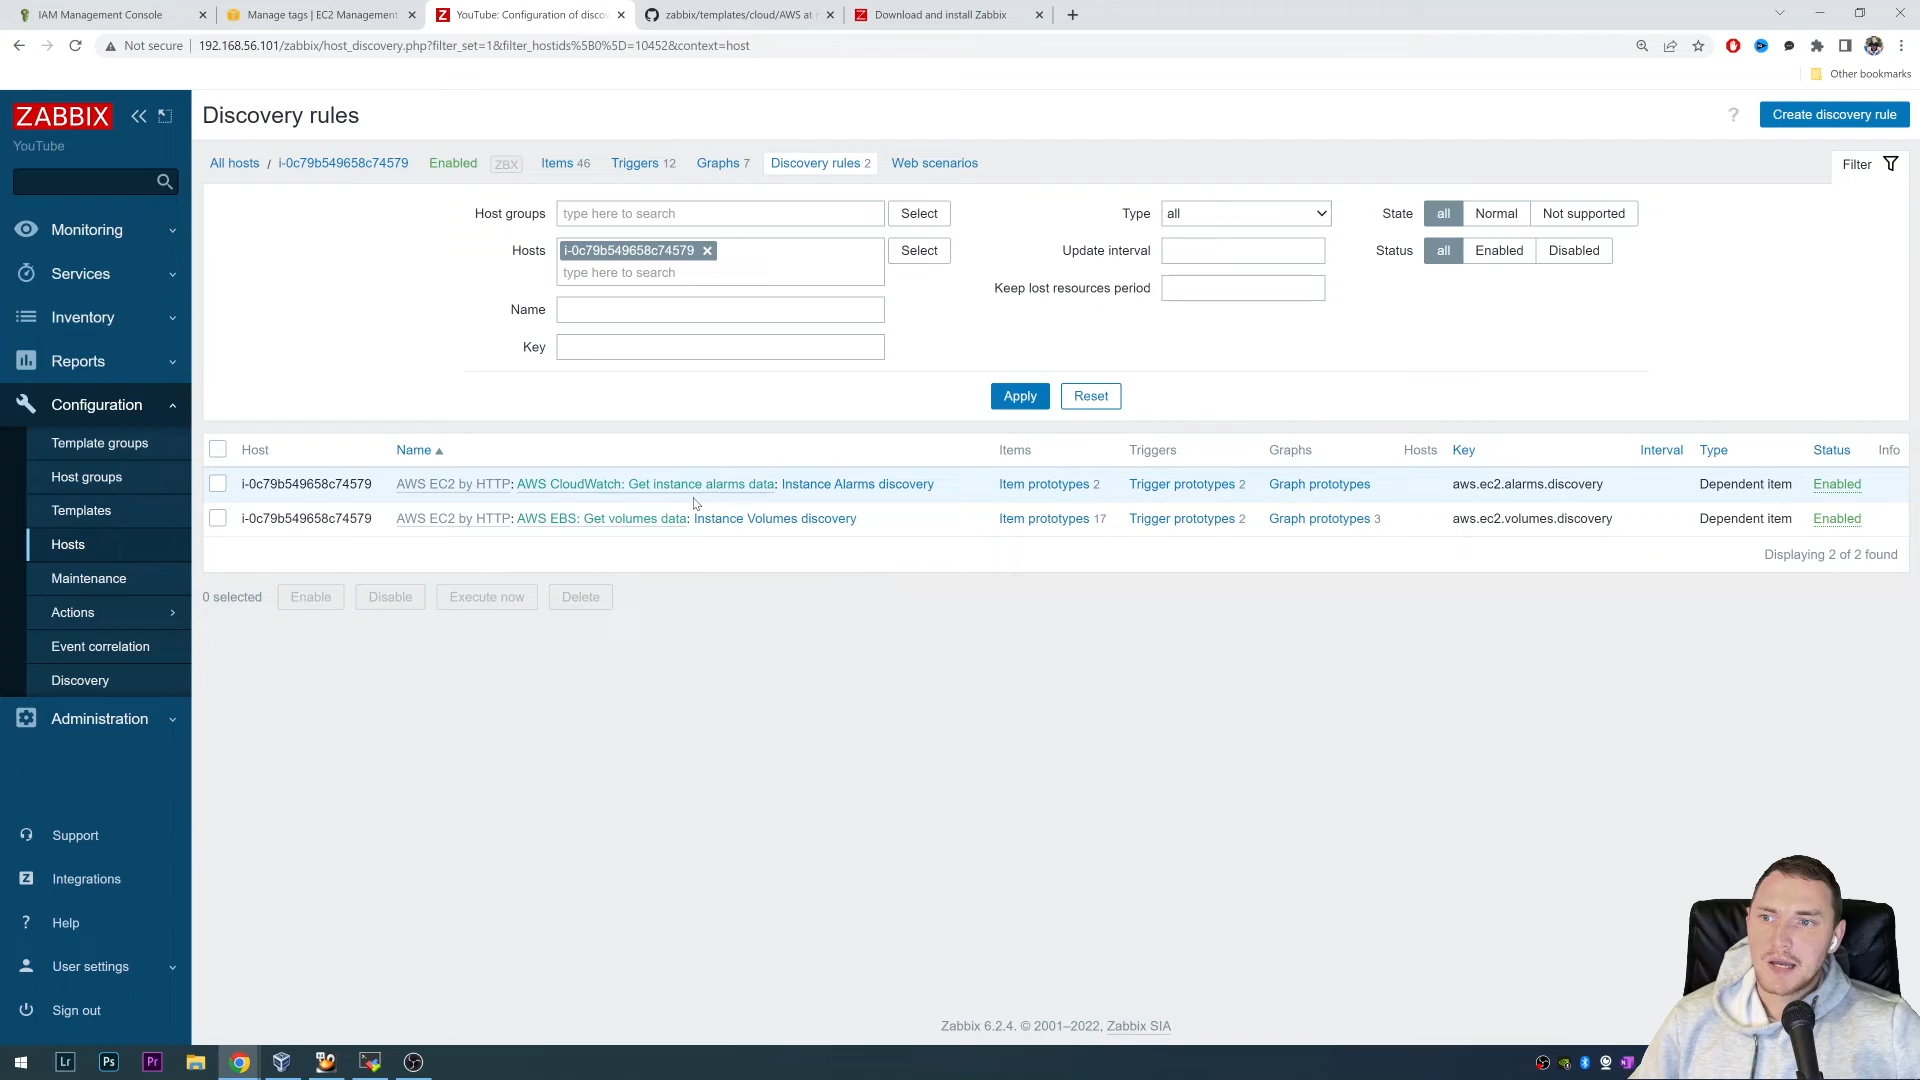 IAM Management Console
Manage tags | EC2 Management
YouTube: Configuration of disco
zabbix/templates/cloud/AWS at
Download and install Zabbix
Not secure
192.168.56.101/zabbix/host_discovery.php?filter_set=1&filter_hostids%5B0%5D=10452&context=host
Other bookmarks
ZABBIX
YouTube
Monitoring
Services
Inventory
Reports
Configuration
Template groups
Host groups
Templates
Hosts
Maintenance
Actions
Event correlation
Discovery
Administration
Support
Integrations
Help
User settings
Sign out
Discovery rules
?
Create discovery rule
All hosts / i-0c79b549658c74579 Enabled ZBX Items 46 Triggers 12 Graphs 7 Discovery rules 2 Web scenarios
Filter
Host groups type here to search Select
Type all
State all Normal Not supported
Hosts i-0c79b549658c74579 Select
type here to search
Update interval
Status all Enabled Disabled
Keep lost resources period
Name
Key
Apply Reset
Host Name Items Triggers Graphs Hosts Key Interval Type Status Info
i-0c79b549658c74579 AWS EC2 by HTTP: AWS CloudWatch: Get instance alarms data: Instance Alarms discovery Item prototypes 2 Trigger prototypes 2 Graph prototypes aws.ec2.alarms.discovery Dependent item Enabled
i-0c79b549658c74579 AWS EC2 by HTTP: AWS EBS: Get volumes data: Instance Volumes discovery Item prototypes 17 Trigger prototypes 2 Graph prototypes 3 aws.ec2.volumes.discovery Dependent item Enabled
Displaying 2 of 2 found
0 selected Enable Disable Execute now Delete
Zabbix 6.2.4. © 2001–2022, Zabbix SIA
Lr
Ps
Pr